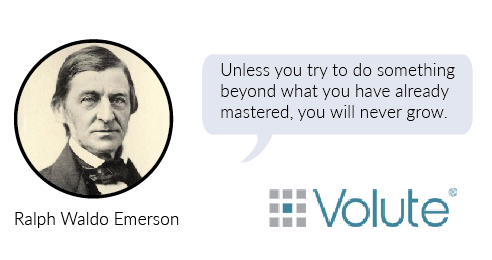 Unless you try to do something
beyond what you have already
mastered, you will never grow.
Ralph Waldo Emerson
Volute®